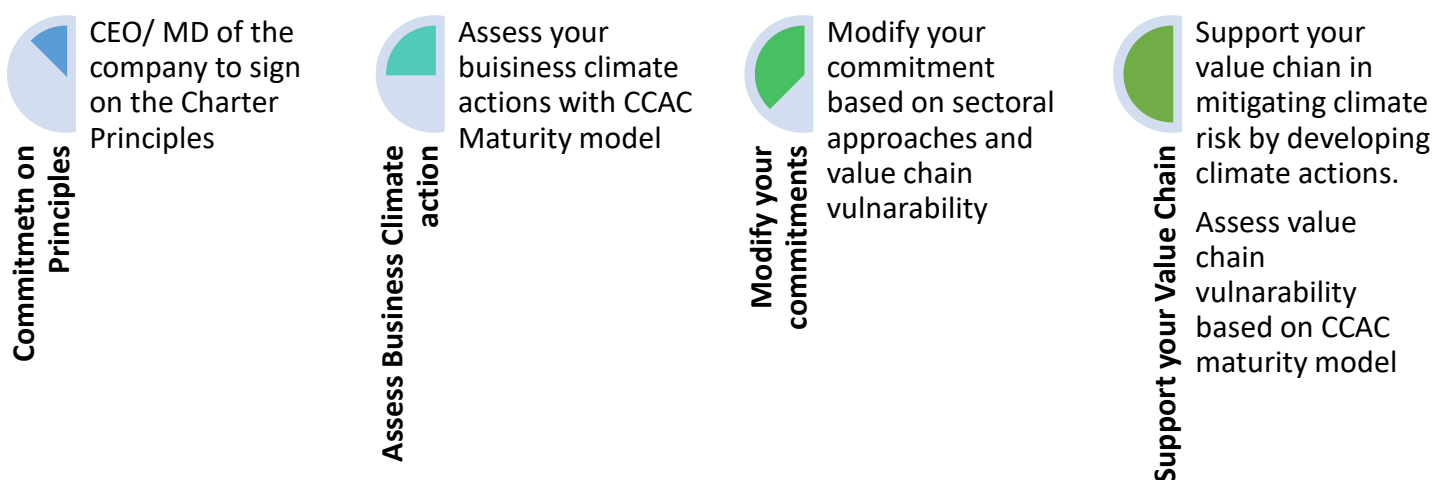 Commitmetn on
Principles
CEO/ MD of the
company to sign
on the Charter
Principles
Assess Business Climate
action
Assess your
buisiness climate
actions with CCAC
Maturity model
Modify your
commitments
Modify your
commitment
based on sectoral
approaches and
value chain
vulnarability
Support your Value Chain
Support your
value chian in
mitigating climate
risk by developing
climate actions.
Assess value
chain
vulnarability
based on CCAC
maturity model